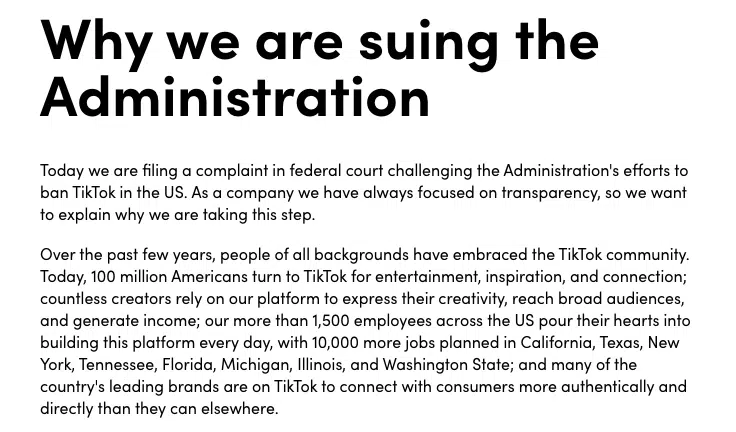 Why we are suing the
Administration
Today we are filing a complaint in federal court challenging the Administration's efforts to
ban TikTok in the US. As a company we have always focused on transparency, so we want
to explain why we are taking this step.
Over the past few years, people of all backgrounds have embraced the TikTok community.
Today, 100 million Americans turn to TikTok for entertainment, inspiration, and connection;
countless creators rely on our platform to express their creativity, reach broad audiences,
and generate income; our more than 1,500 employees across the US pour their hearts into
building this platform every day, with 10,000 more jobs planned in California, Texas, New
York, Tennessee, Florida, Michigan, Illinois, and Washington State; and many of the
country's leading brands are on TikTok to connect with consumers more authentically and
directly than they can elsewhere.